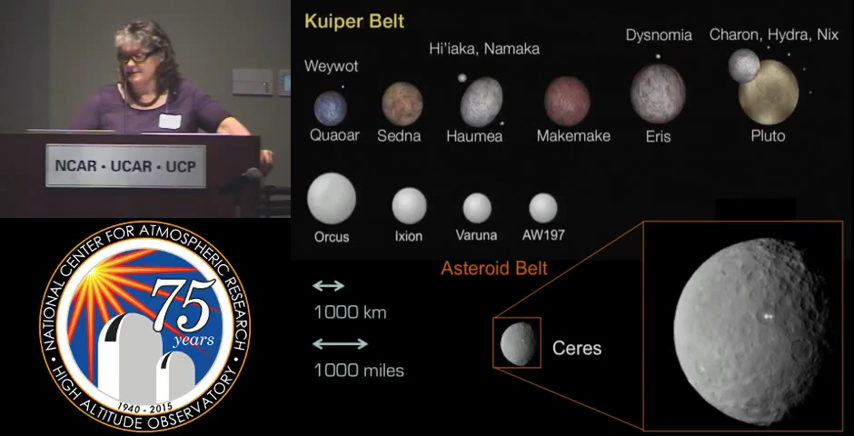 NCAR • UCAR • UCP
NATIONAL CENTER FOR ATMOSPHERIC RESEARCH
75
years
1940 - 2015
HIGH ALTITUDE OBSERVATORY
Kuiper Belt
Weywot
Hi'iaka, Namaka
Dysnomia
Charon, Hydra, Nix
Quaoar
Sedna
Haumea
Makemake
Eris
Pluto
Orcus
Ixion
Varuna
AW197
Asteroid Belt
1000 km
1000 miles
Ceres